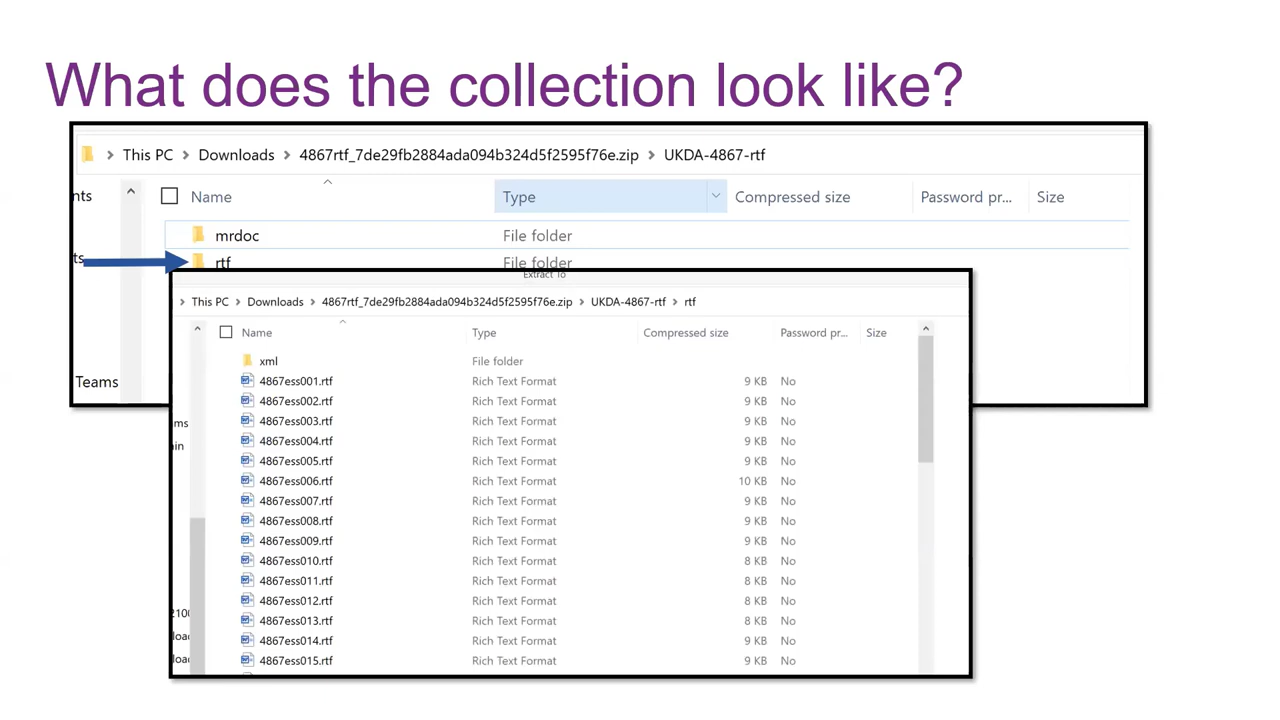 What does the collection look like?
This PC > Downloads > 4867rtf_7de29fb2884ada094b324d5f2595f76e.zip > UKDA-4867-rtf
nts Name Type Compressed size Password pr... Size
mrdoc File folder
ts rtf File folder
Extract To
This PC > Downloads > 4867rtf_7de29fb2884ada094b324d5f2595f76e.zip > UKDA-4867-rtf > rtf
Name Type Compressed size Password pr... Size
xml File folder
Teams 4867ess001.rtf Rich Text Format 9 KB No
4867ess002.rtf Rich Text Format 9 KB No
ms 4867ess003.rtf Rich Text Format 9 KB No
in 4867ess004.rtf Rich Text Format 9 KB No
4867ess005.rtf Rich Text Format 9 KB No
4867ess006.rtf Rich Text Format 10 KB No
4867ess007.rtf Rich Text Format 9 KB No
4867ess008.rtf Rich Text Format 9 KB No
4867ess009.rtf Rich Text Format 9 KB No
4867ess010.rtf Rich Text Format 8 KB No
4867ess011.rtf Rich Text Format 8 KB No
4867ess012.rtf Rich Text Format 8 KB No
2100 4867ess013.rtf Rich Text Format 8 KB No
load 4867ess014.rtf Rich Text Format 9 KB No
load 4867ess015.rtf Rich Text Format 9 KB No